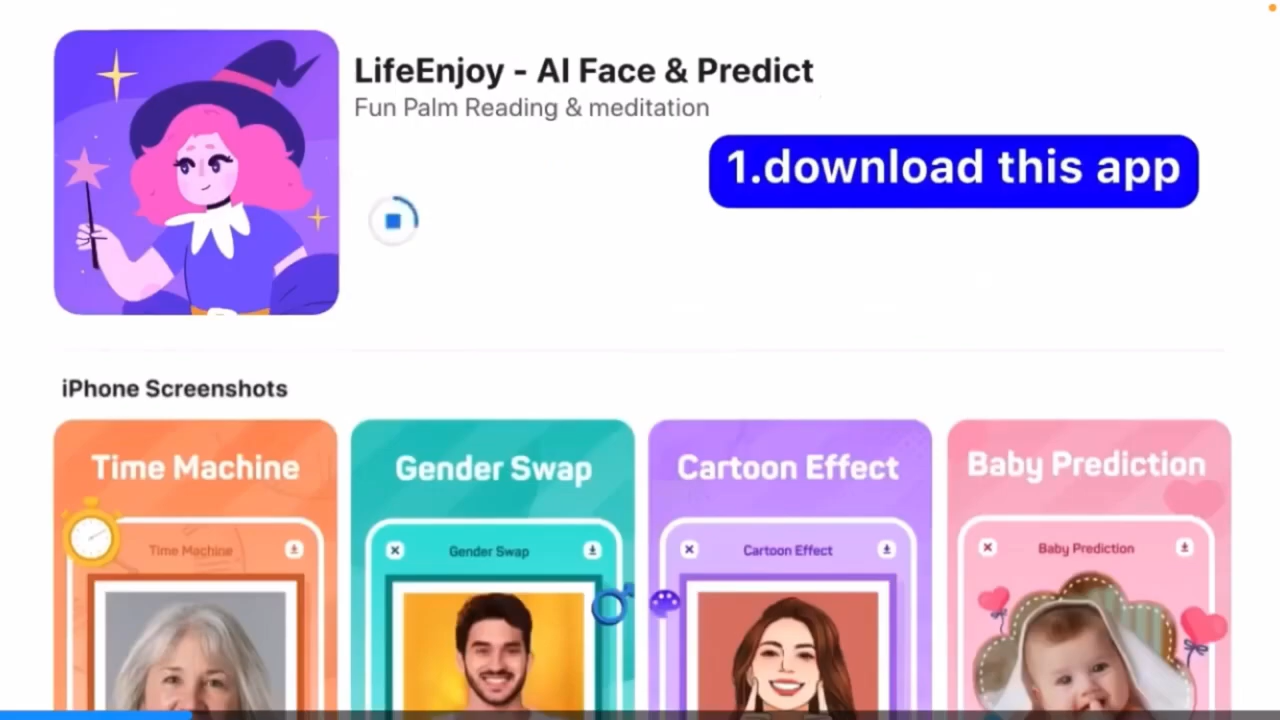 LifeEnjoy - AI Face & Predict
Fun Palm Reading & meditation
1.download this app
iPhone Screenshots
Time Machine
Gender Swap
Cartoon Effect
Baby Prediction
Time Machine
Gender Swap
Cartoon Effect
Baby Prediction